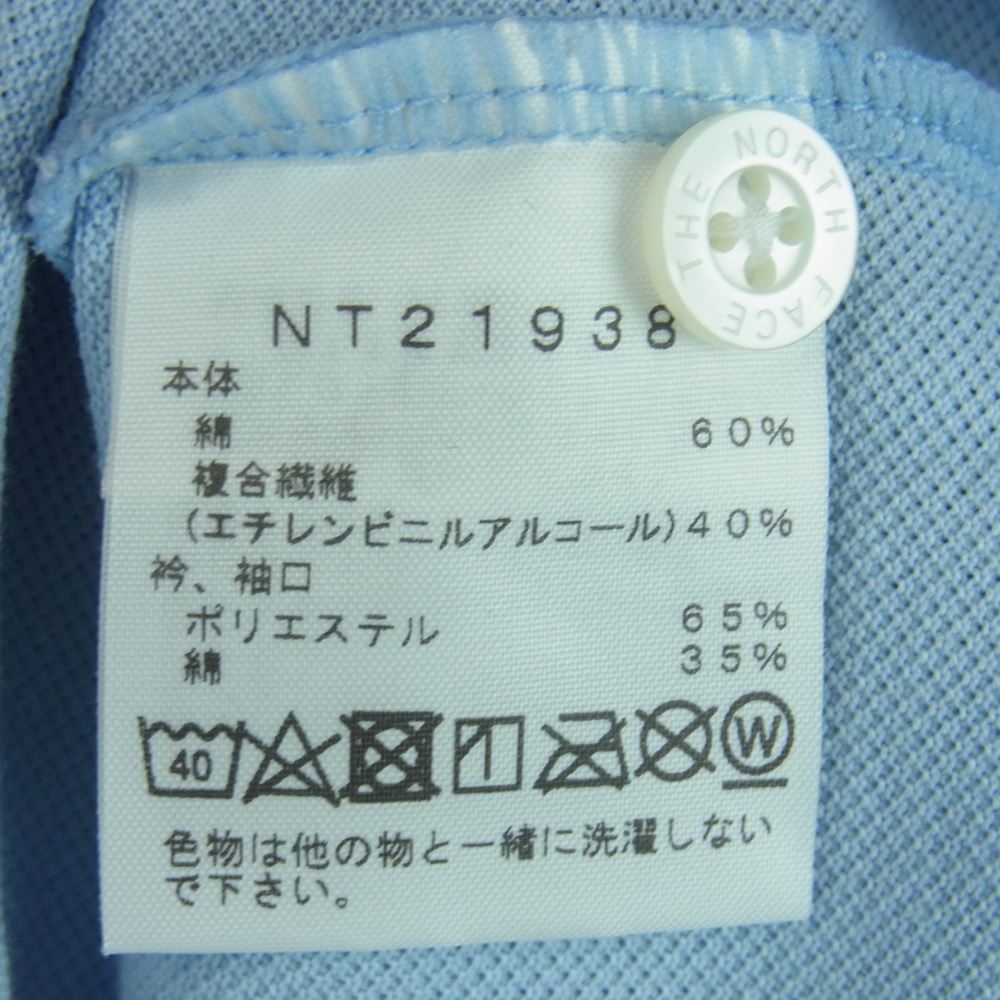 THE NORTH FACE
NT21938
本体
綿 60%
複合繊維
(エチレンビニルアルコール)40%
衿、袖口
ポリエステル 65%
綿 35%
40 W
色物は他の物と一緒に洗濯しない
で下さい。